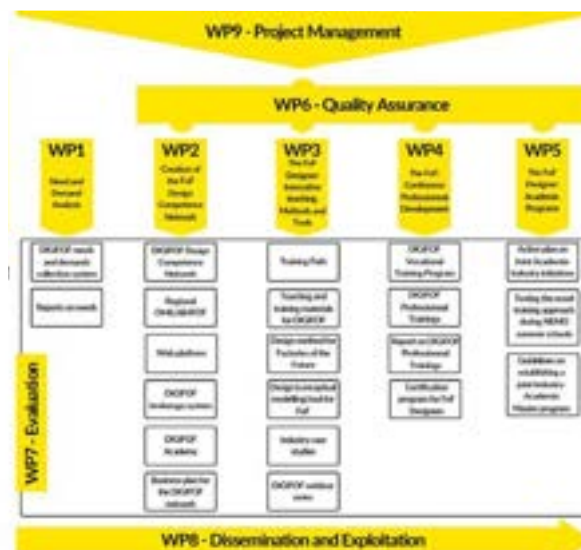 WP9 - Project Management
WP6 - Quality Assurance
WP1
Need and
Demand
Analysis
WP2
Creation of
the FoF
Design
Competence
Network
WP3
The FoF
Designer
Innovative
teaching
Methods and
Tools
WP4
The FoF:
Professional
Development
WP5
The FoF
Designer
Academic
Programs
DIGIFOF needs
and demands
collection system
Reports on needs
DIGIFOF Design
Competence
Network
Regional
Web platform
DIGIFOF
brokerage system
DIGIFOF
Academy
Business plan for
the DIGIFOF
network
Training Path
Teaching and
training materials
for DIGIFOF
Design method for
Factories of the
Future
Design conceptual
modelling tool for
FoF
Industry case
studies
DIGIFOF webinar
series
DIGIFOF
Vocational
Training Program
DIGIFOF
Professional
Trainings
Report on DIGIFOF
Professional
Trainings
Certification
program for FoF
Designers
Action plan on
Joint Academic
Industry initiatives
Testing the novel
training approach
during NEMO
summer schools
Guidelines on
establishing a
joint Industry
Academic
Master program
WP7 - Evaluation
WP8 - Dissemination and Exploitation